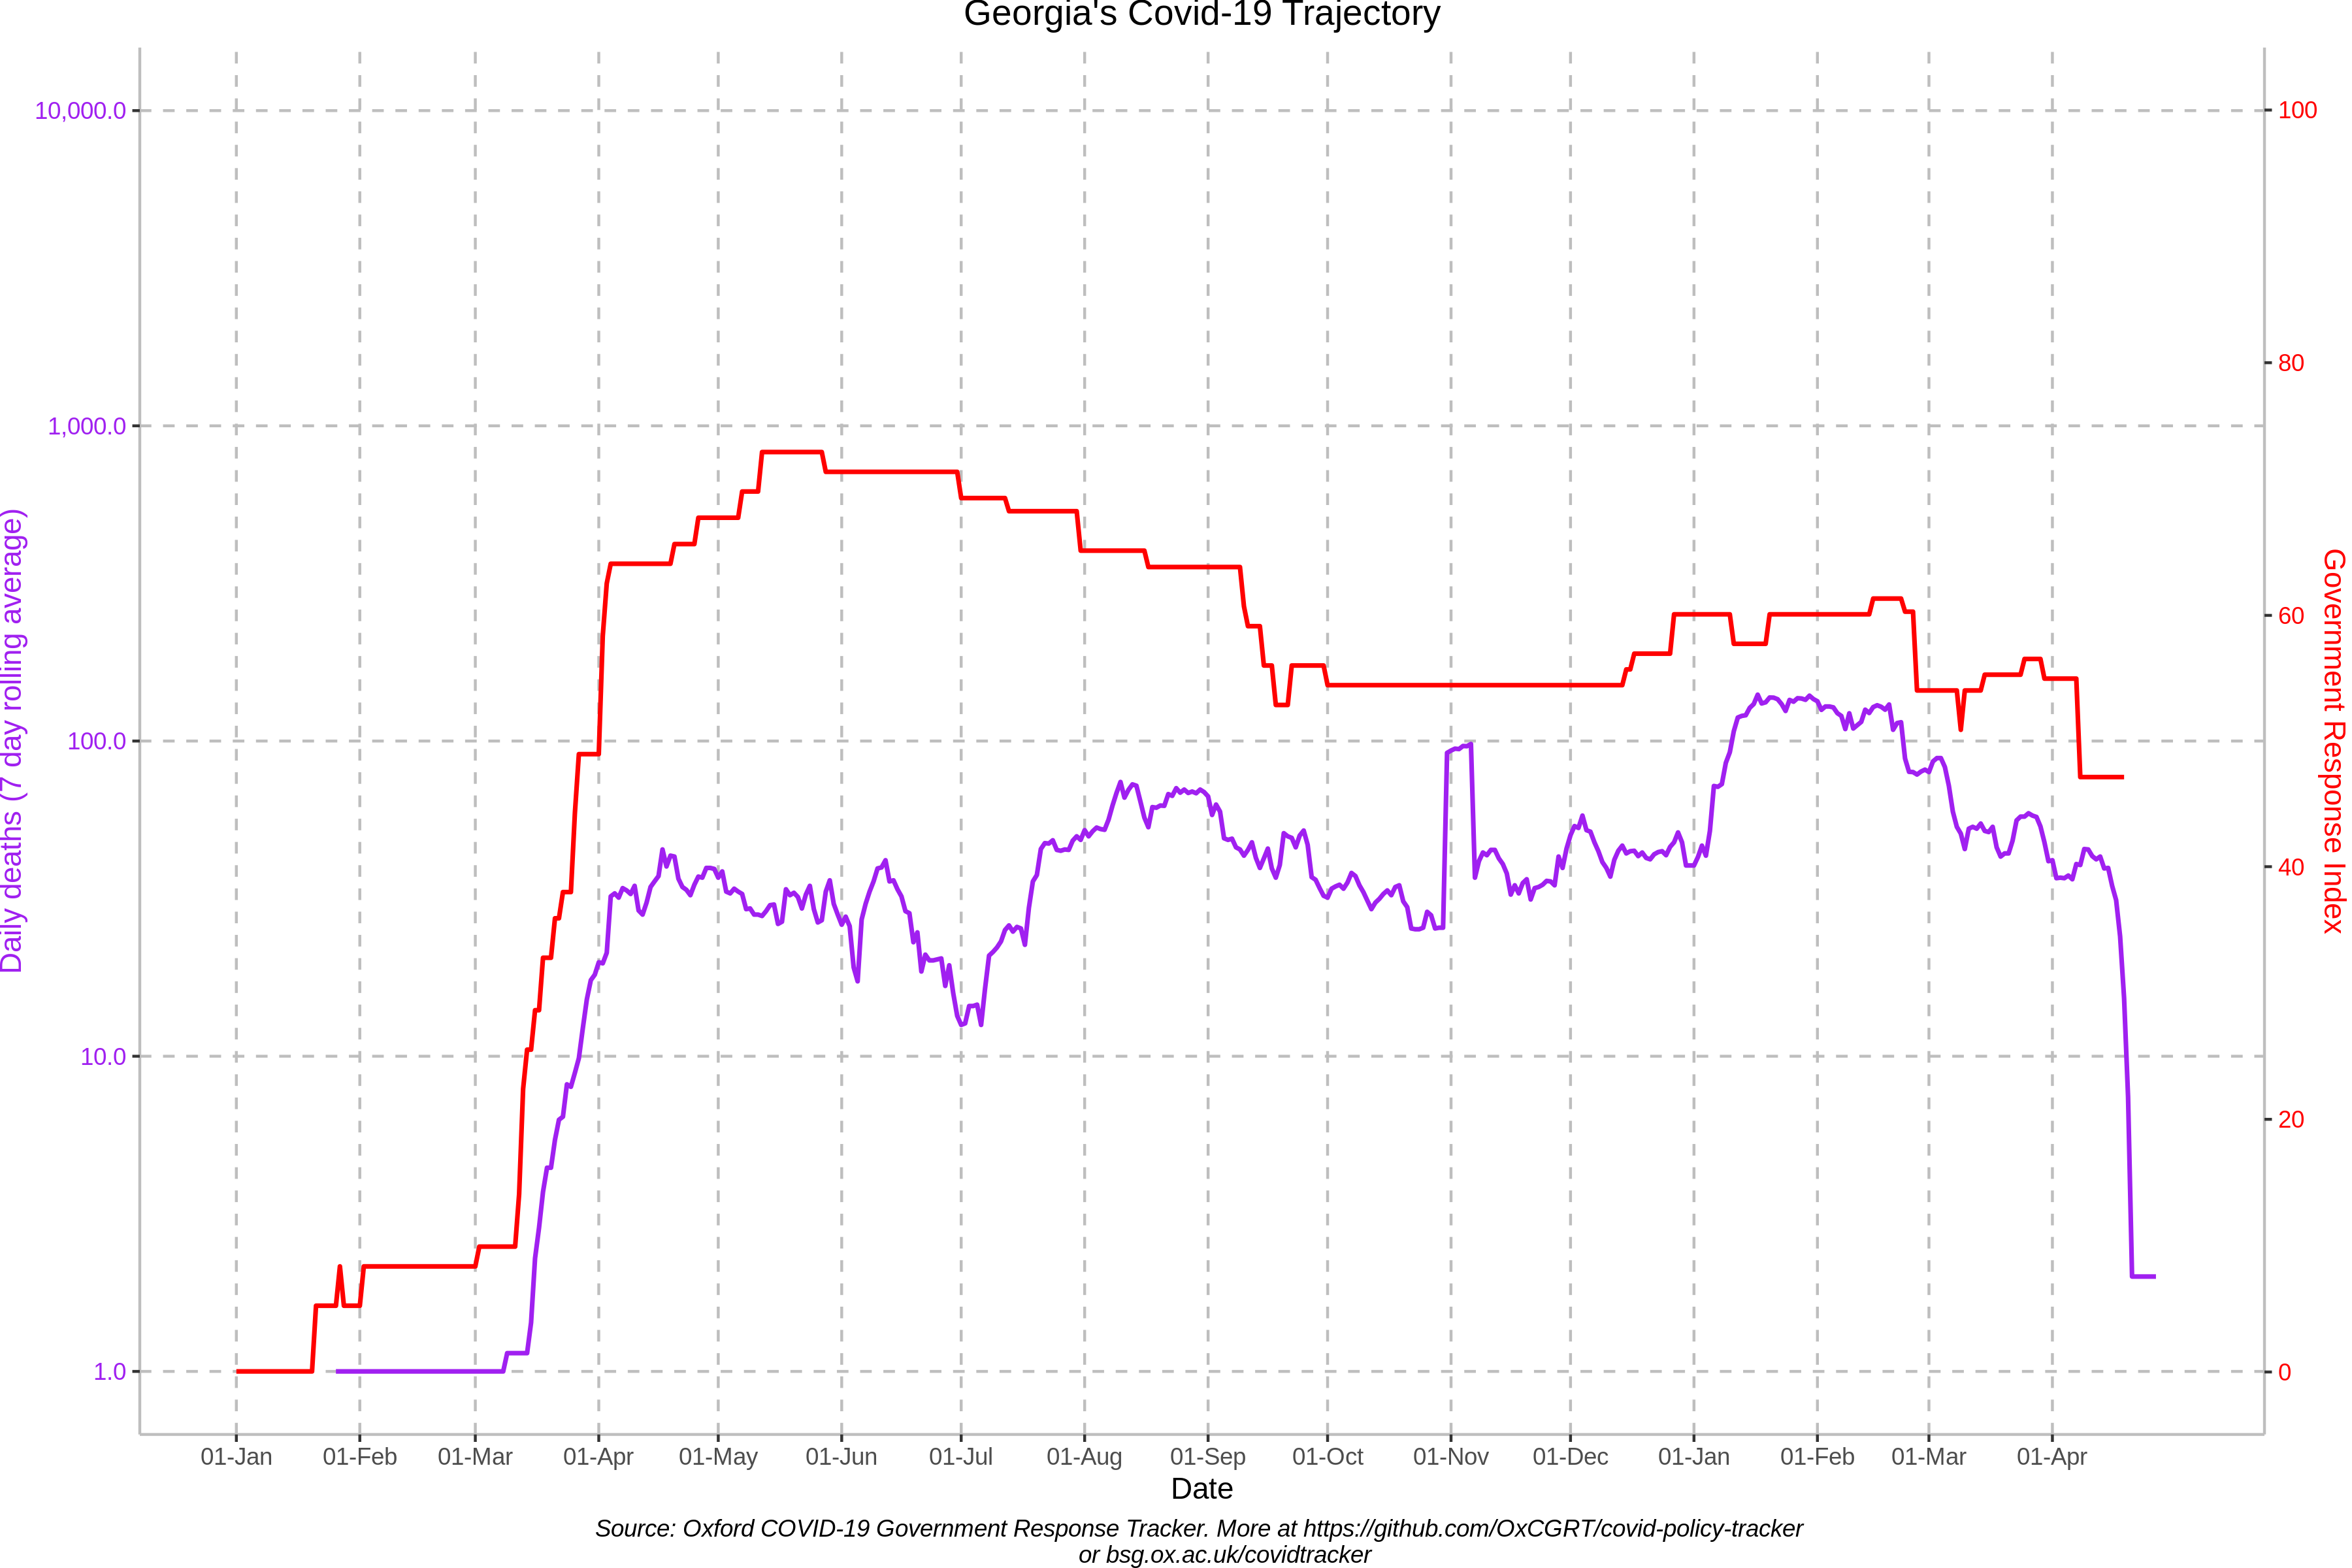 Georgia's Covid-19 Trajectory
10,000.0
1,000.0
100.0
10.0
1.0
Daily deaths (7 day rolling average)
100
80
60
40
20
0
Government Response Index
01-Jan 01-Feb 01-Mar 01-Apr 01-May 01-Jun 01-Jul 01-Aug 01-Sep 01-Oct 01-Nov 01-Dec 01-Jan 01-Feb 01-Mar 01-Apr
Date
Source: Oxford COVID-19 Government Response Tracker. More at https://github.com/OxCGRT/covid-policy-tracker
or bsg.ox.ac.uk/covidtracker